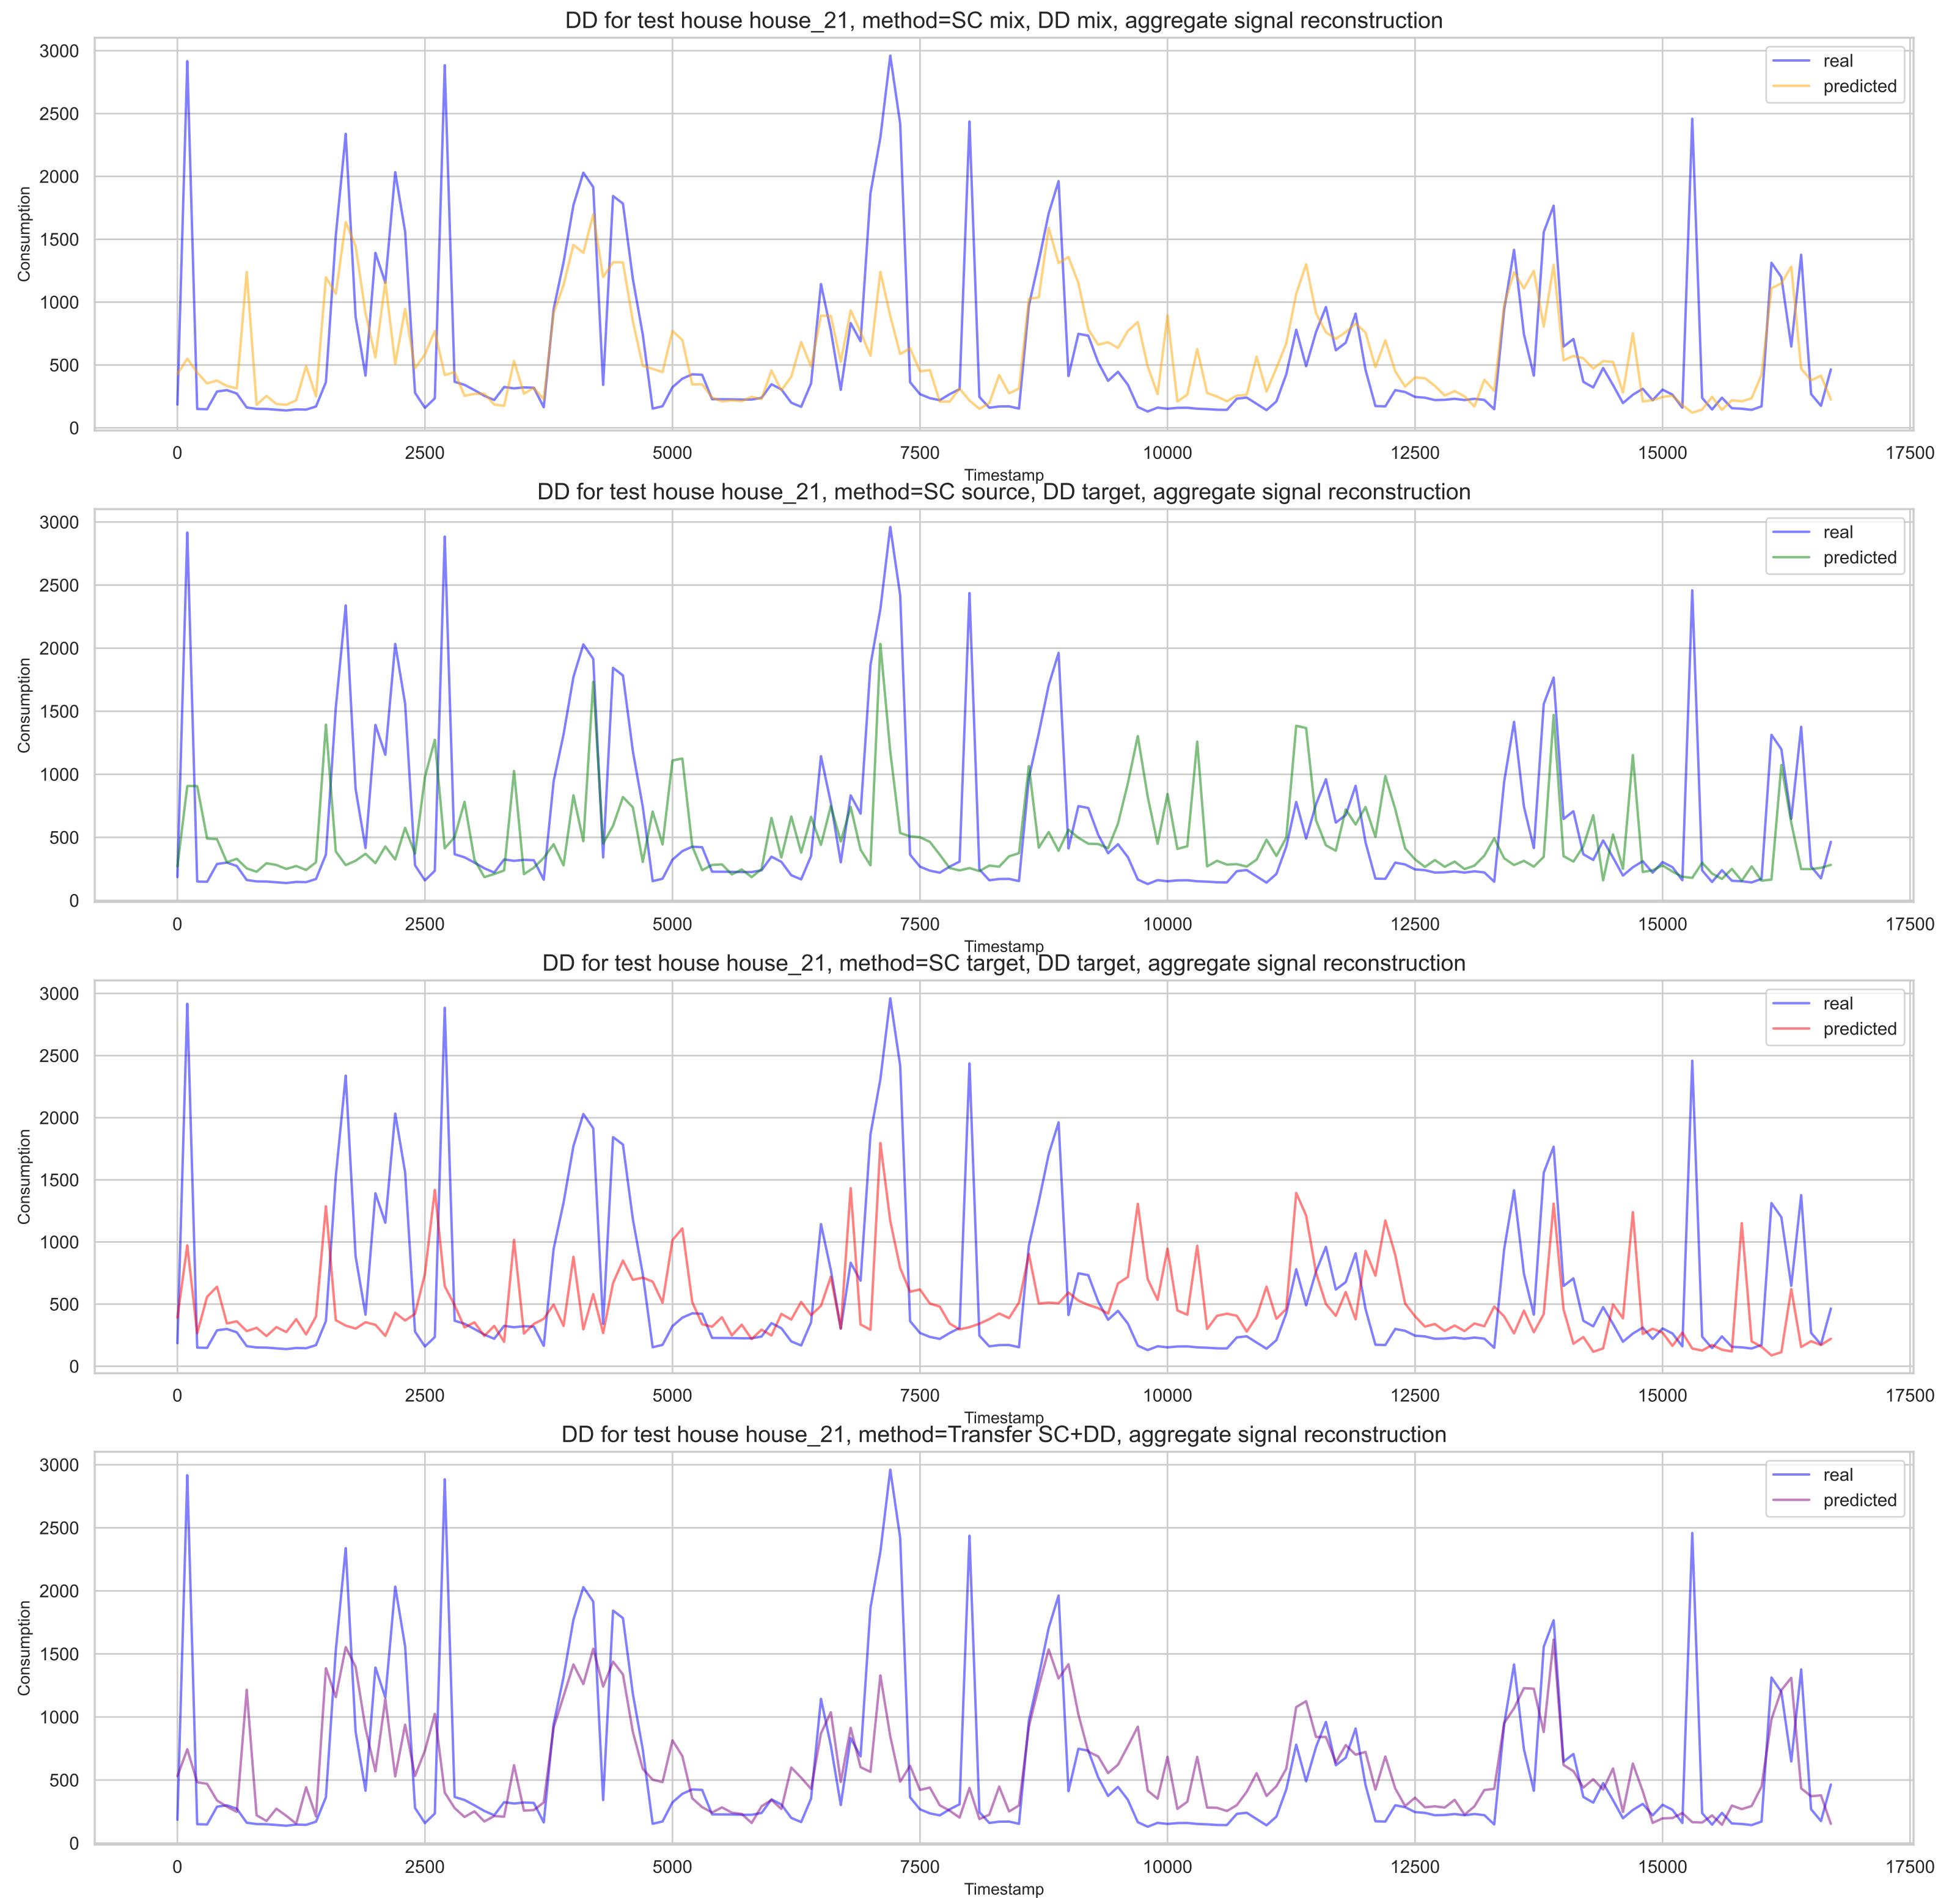 DD for test house house_21, method=SC mix, DD mix, aggregate signal reconstruction
3000
2500
2000
1500
1000
500
0
Consumption
real
predicted
0 2500 5000 7500 10000 12500 15000 17500
Timestamp
DD for test house house_21, method=SC source, DD target, aggregate signal reconstruction
3000
2500
2000
1500
1000
500
0
Consumption
real
predicted
0 2500 5000 7500 10000 12500 15000 17500
Timestamp
DD for test house house_21, method=SC target, DD target, aggregate signal reconstruction
3000
2500
2000
1500
1000
500
0
Consumption
real
predicted
0 2500 5000 7500 10000 12500 15000 17500
Timestamp
DD for test house house_21, method=Transfer SC+DD, aggregate signal reconstruction
3000
2500
2000
1500
1000
500
0
Consumption
real
predicted
0 2500 5000 7500 10000 12500 15000 17500
Timestamp